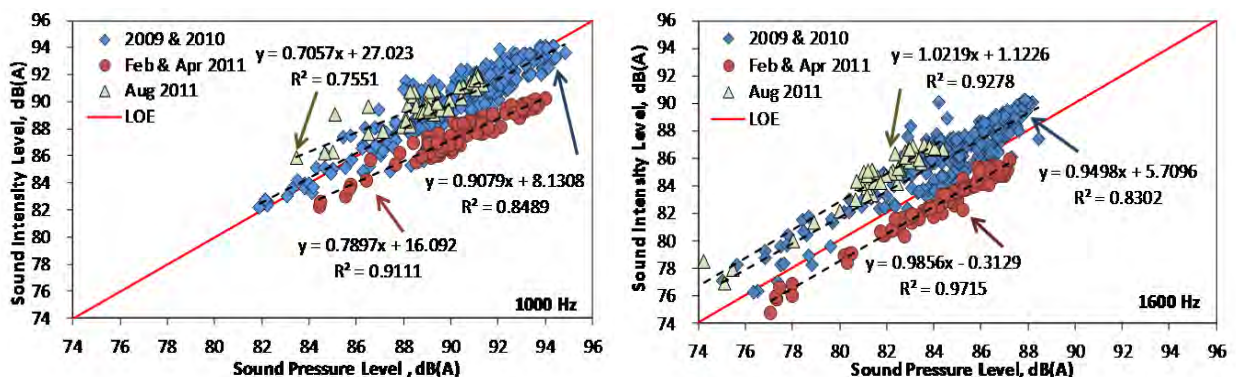 Sound Intensity Level, dB(A)
96
94
92
90
88
86
84
82
80
78
76
74
2009 & 2010
Feb & Apr 2011
Aug 2011
LOE
y = 0.7057x + 27.023
R² = 0.7551
y = 0.9079x + 8.1308
R² = 0.8489
y = 0.7897x + 16.092
R² = 0.9111
1000 Hz
74 76 78 80 82 84 86 88 90 92 94 96
Sound Pressure Level , dB(A)
Sound Intensity Level, dB(A)
96
94
92
90
88
86
84
82
80
78
76
74
2009 & 2010
Feb & Apr 2011
Aug 2011
LOE
y = 1.0219x + 1.1226
R² = 0.9278
y = 0.9498x + 5.7096
R² = 0.8302
y = 0.9856x - 0.3129
R² = 0.9715
1600 Hz
74 76 78 80 82 84 86 88 90 92 94 96
Sound Pressure Level, dB(A)